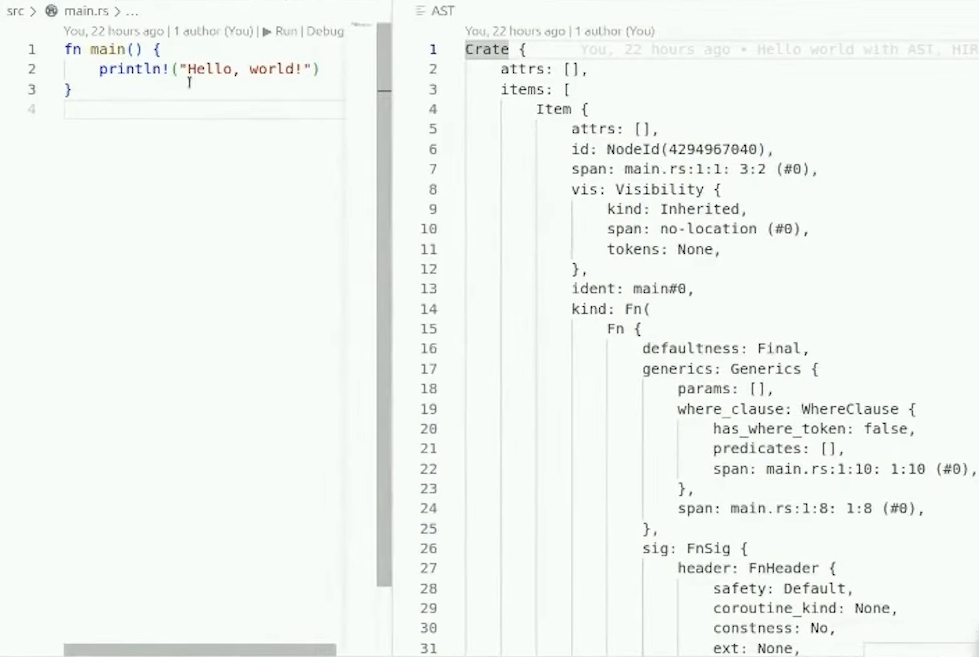 src > main.rs > ...
You, 22 hours ago | 1 author (You) | ▶ Run | Debug
1 fn main() {
2 println!("Hello, world!")
3 }
4
AST
You, 22 hours ago | 1 author (You)
1 Crate { You, 22 hours ago • Hello world with AST, HIR
2 attrs: [],
3 items: [
4 Item {
5 attrs: [],
6 id: NodeId(4294967040),
7 span: main.rs:1:1: 3:2 (#0),
8 vis: Visibility {
9 kind: Inherited,
10 span: no-location (#0),
11 tokens: None,
12 },
13 ident: main#0,
14 kind: Fn(
15 Fn {
16 defaultness: Final,
17 generics: Generics {
18 params: [],
19 where_clause: WhereClause {
20 has_where_token: false,
21 predicates: [],
22 span: main.rs:1:10: 1:10 (#0),
23 },
24 span: main.rs:1:8: 1:8 (#0),
25 },
26 sig: FnSig {
27 header: FnHeader {
28 safety: Default,
29 coroutine_kind: None,
30 constness: No,
31 ext: None,